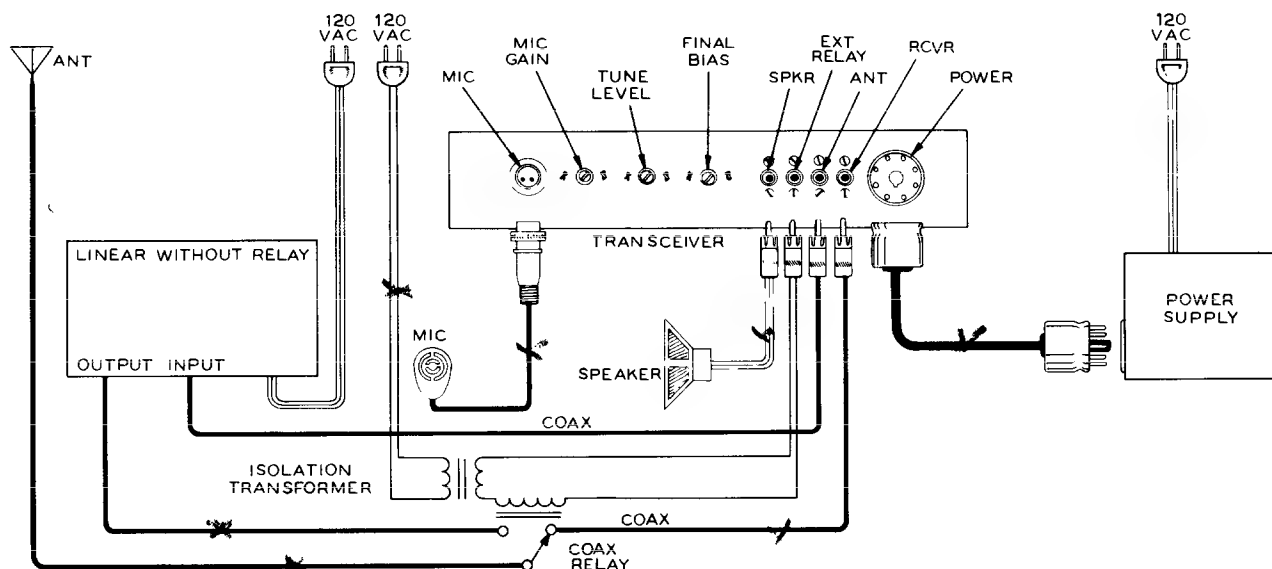 120
VAC
120
VAC
120
VAC
ANT
MIC
MIC
GAIN
TUNE
LEVEL
FINAL
BIAS
SPKR
EXT
RELAY
ANT
RCVR
POWER
TRANSCEIVER
LINEAR WITHOUT RELAY
OUTPUT INPUT
MIC
SPEAKER
POWER
SUPPLY
COAX
ISOLATION
TRANSFORMER
COAX
COAX
RELAY